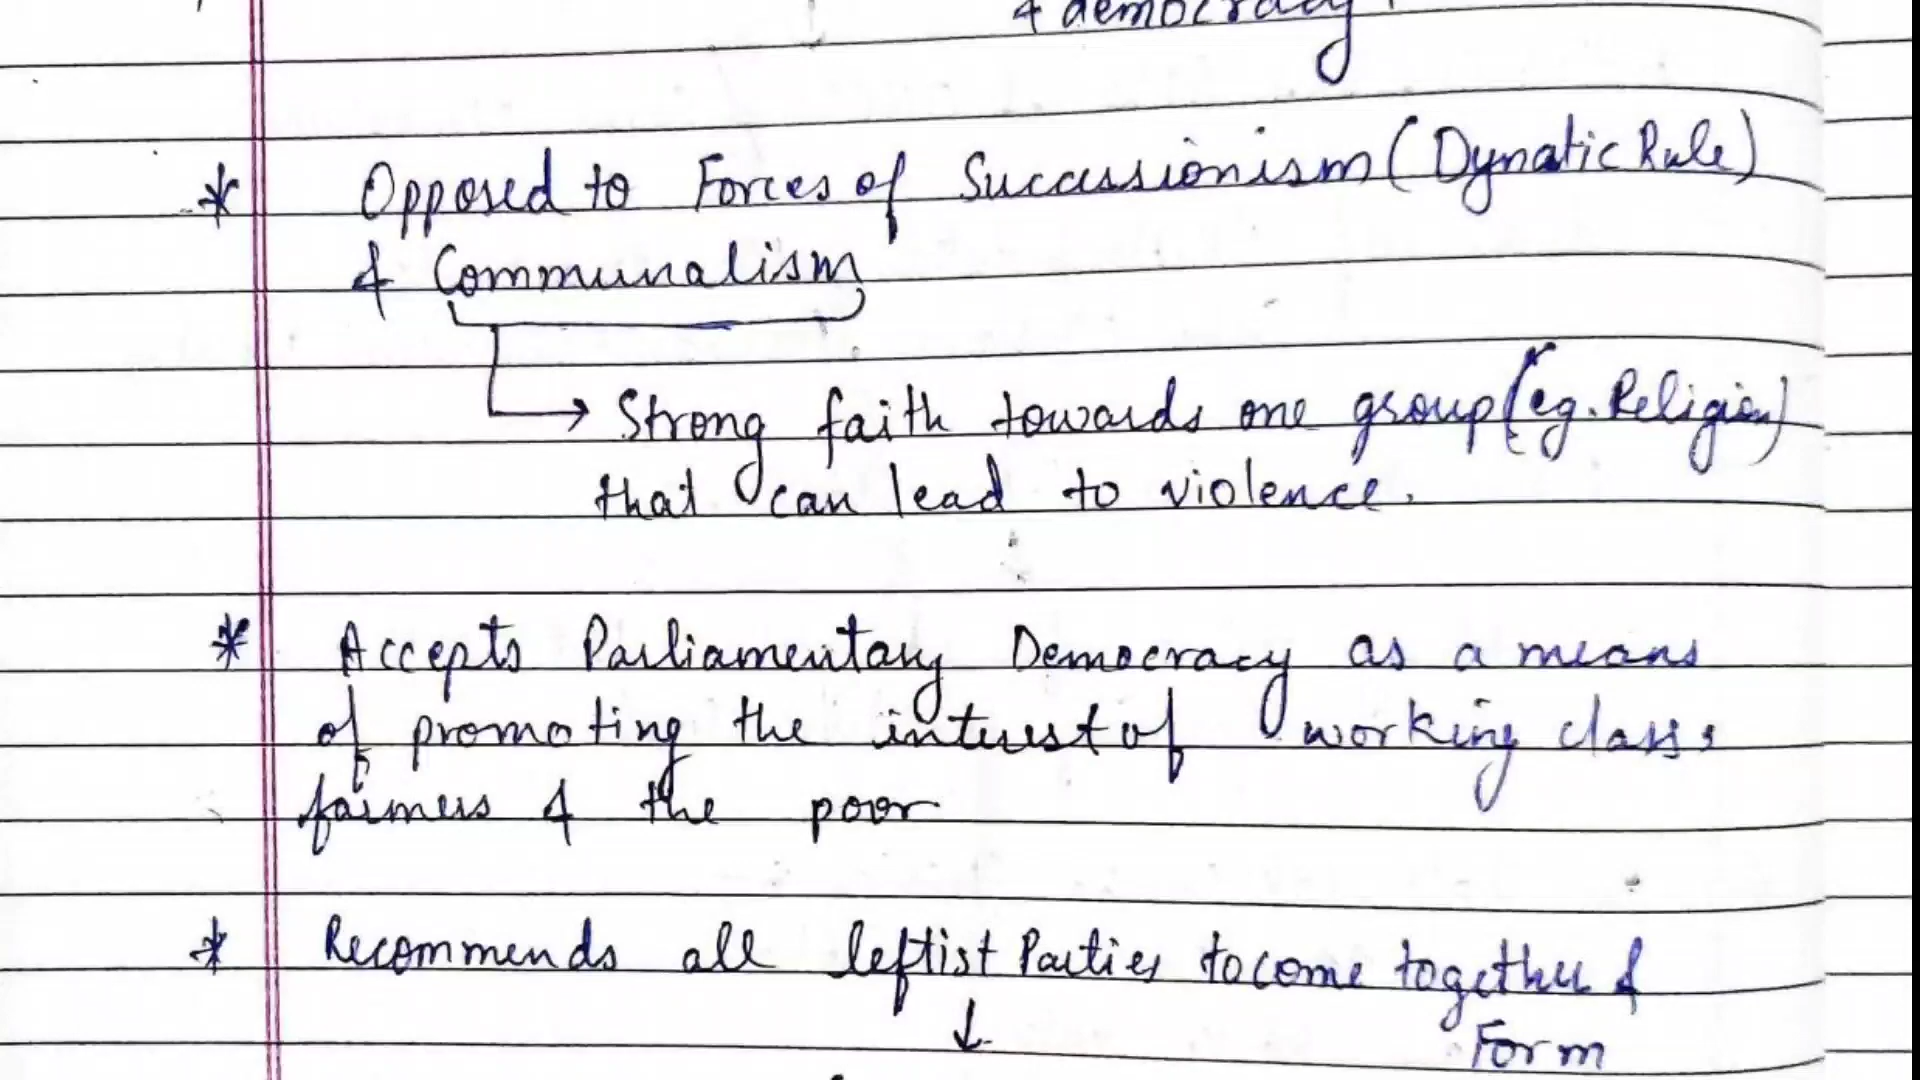 & democracy.
* Opposed to Forces of Succussionism (Dynatic Rule)
& Communalism
→ Strong faith towards one group (eg. Religion)
that can lead to violence.
* Accepts Parliamentary Democracy as a means
of promoting the interest of working class,
farmers & the poor
* Recommends all leftist Parties to come together &
↓ Form